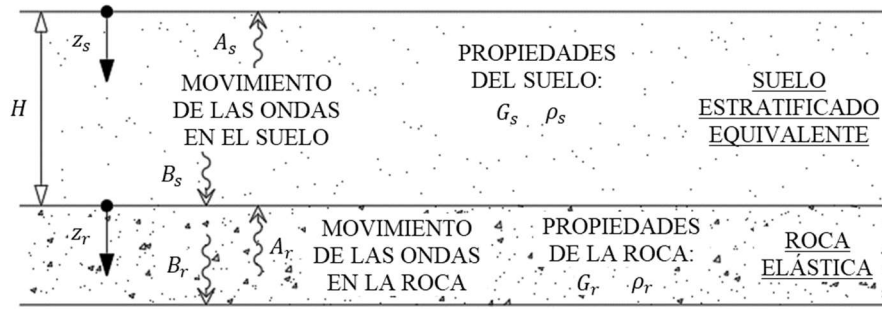 z_s
A_s
H
MOVIMIENTO
DE LAS ONDAS
EN EL SUELO
B_s
PROPIEDADES
DEL SUELO:
G_s ρ_s
SUELO
ESTRATIFICADO
EQUIVALENTE
z_r
B_r
A_r
MOVIMIENTO
DE LAS ONDAS
EN LA ROCA
PROPIEDADES
DE LA ROCA:
G_r ρ_r
ROCA
ELÁSTICA